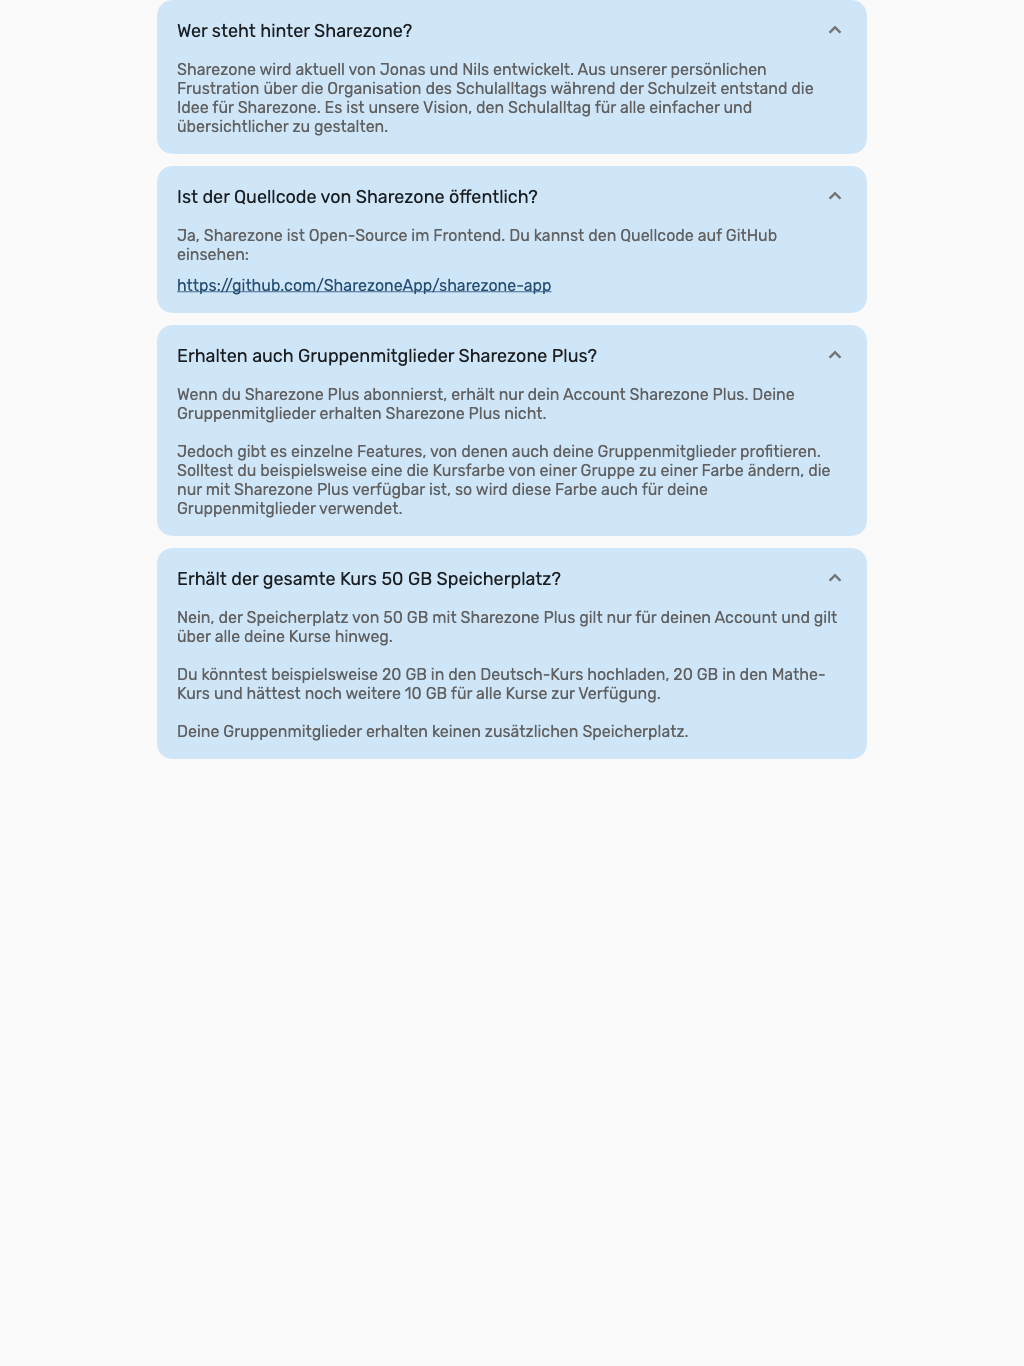 Wer steht hinter Sharezone?
Sharezone wird aktuell von Jonas und Nils entwickelt. Aus unserer persönlichen
Frustration über die Organisation des Schulalltags während der Schulzeit entstand die
Idee für Sharezone. Es ist unsere Vision, den Schulalltag für alle einfacher und
übersichtlicher zu gestalten.
Ist der Quellcode von Sharezone öffentlich?
Ja, Sharezone ist Open-Source im Frontend. Du kannst den Quellcode auf GitHub
einsehen:
https://github.com/SharezoneApp/sharezone-app
Erhalten auch Gruppenmitglieder Sharezone Plus?
Wenn du Sharezone Plus abonnierst, erhält nur dein Account Sharezone Plus. Deine
Gruppenmitglieder erhalten Sharezone Plus nicht.
Jedoch gibt es einzelne Features, von denen auch deine Gruppenmitglieder profitieren.
Solltest du beispielsweise eine die Kursfarbe von einer Gruppe zu einer Farbe ändern, die
nur mit Sharezone Plus verfügbar ist, so wird diese Farbe auch für deine
Gruppenmitglieder verwendet.
Erhält der gesamte Kurs 50 GB Speicherplatz?
Nein, der Speicherplatz von 50 GB mit Sharezone Plus gilt nur für deinen Account und gilt
über alle deine Kurse hinweg.
Du könntest beispielsweise 20 GB in den Deutsch-Kurs hochladen, 20 GB in den Mathe-
Kurs und hättest noch weitere 10 GB für alle Kurse zur Verfügung.
Deine Gruppenmitglieder erhalten keinen zusätzlichen Speicherplatz.